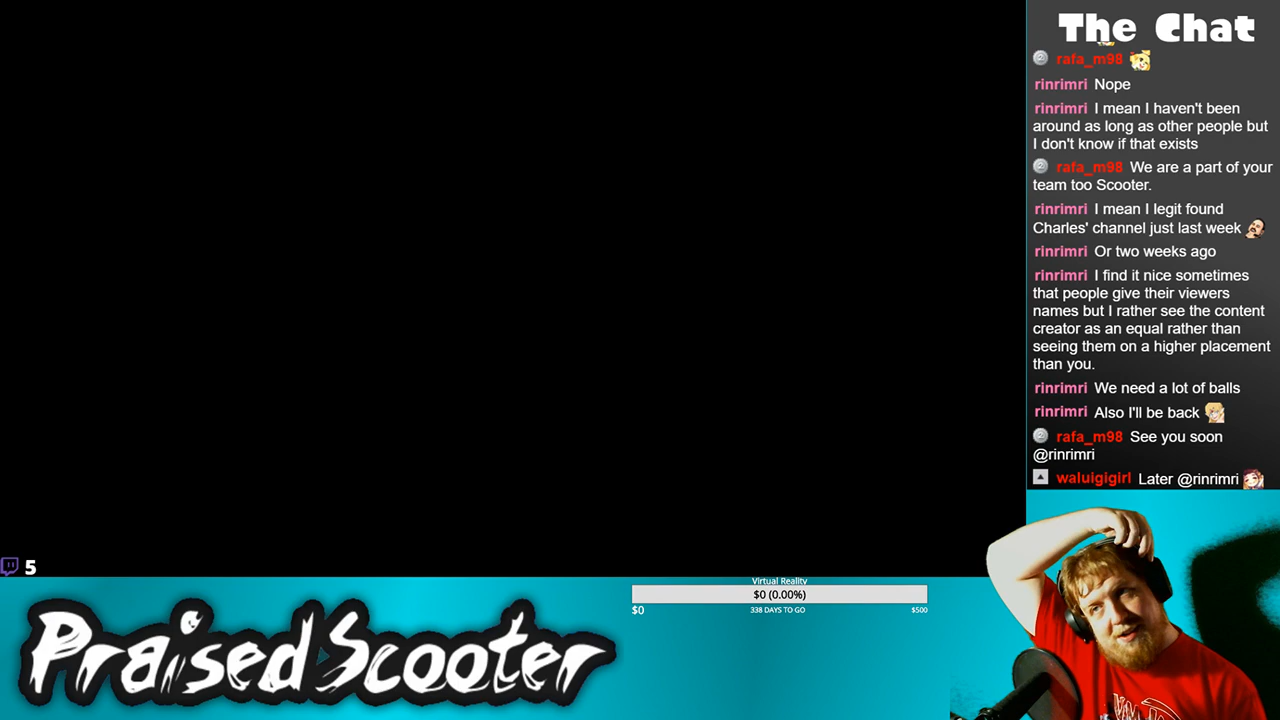 The Chat
rafa_m98
rinrimri Nope
rinrimri I mean I haven't been
around as long as other people but
I don't know if that exists
rafa_m98 We are a part of your
team too Scooter.
rinrimri I mean I legit found
Charles' channel just last week
rinrimri Or two weeks ago
rinrimri I find it nice sometimes
that people give their viewers
names but I rather see the content
creator as an equal rather than
seeing them on a higher placement
than you.
rinrimri We need a lot of balls
rinrimri Also I'll be back
rafa_m98 See you soon
@rinrimri
waluigigirl Later @rinrimri
5
Virtual Reality
$0 (0.00%)
$0 338 DAYS TO GO $500
PraisedScooter